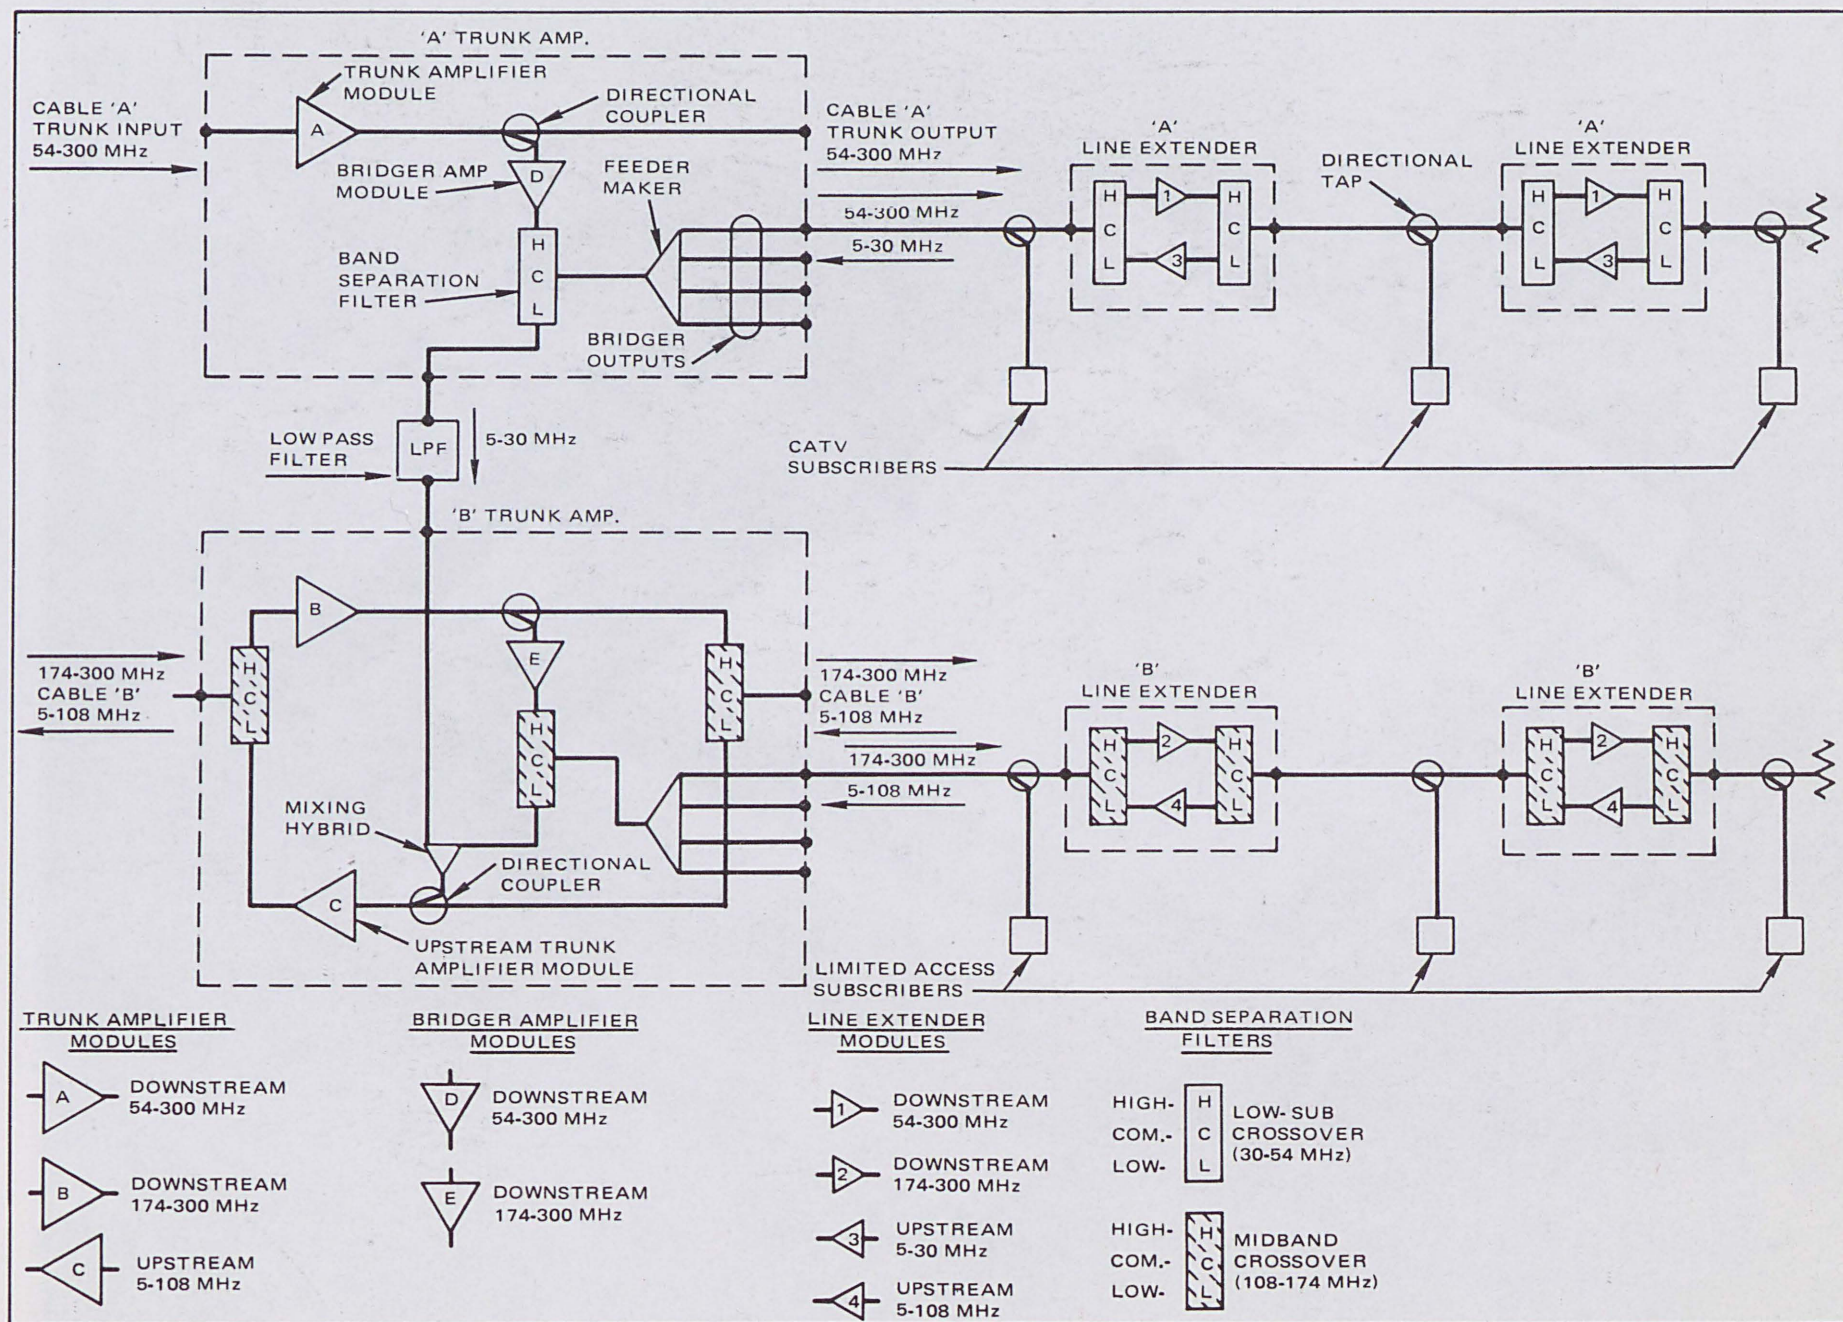 'A' TRUNK AMP.
TRUNK AMPLIFIER
MODULE
DIRECTIONAL
COUPLER
CABLE 'A'
TRUNK INPUT
54-300 MHz
A
BRIDGER AMP
MODULE
D
FEEDER
MAKER
BAND
SEPARATION
FILTER
H
C
L
BRIDGER
OUTPUTS
CABLE 'A'
TRUNK OUTPUT
54-300 MHz
54-300 MHz
5-30 MHz
'A'
LINE EXTENDER
H
C
L
1
3
H
C
L
DIRECTIONAL
TAP
'A'
LINE EXTENDER
H
C
L
1
3
H
C
L
CATV
SUBSCRIBERS
LOW PASS
FILTER
LPF
5-30 MHz
'B' TRUNK AMP.
174-300 MHz
CABLE 'B'
5-108 MHz
H
C
L
B
E
H
C
L
H
C
L
MIXING
HYBRID
DIRECTIONAL
COUPLER
C
UPSTREAM TRUNK
AMPLIFIER MODULE
174-300 MHz
CABLE 'B'
5-108 MHz
174-300 MHz
5-108 MHz
'B'
LINE EXTENDER
H
C
L
2
4
H
C
L
'B'
LINE EXTENDER
H
C
L
2
4
H
C
L
LIMITED ACCESS
SUBSCRIBERS
TRUNK AMPLIFIER
MODULES
A
DOWNSTREAM
54-300 MHz
B
DOWNSTREAM
174-300 MHz
C
UPSTREAM
5-108 MHz
BRIDGER AMPLIFIER
MODULES
D
DOWNSTREAM
54-300 MHz
E
DOWNSTREAM
174-300 MHz
LINE EXTENDER
MODULES
1
DOWNSTREAM
54-300 MHz
2
DOWNSTREAM
174-300 MHz
3
UPSTREAM
5-30 MHz
4
UPSTREAM
5-108 MHz
BAND SEPARATION
FILTERS
HIGH- H
COM.- C
LOW- L
LOW- SUB
CROSSOVER
(30-54 MHz)
HIGH- H
COM.- C
LOW- L
MIDBAND
CROSSOVER
(108-174 MHz)